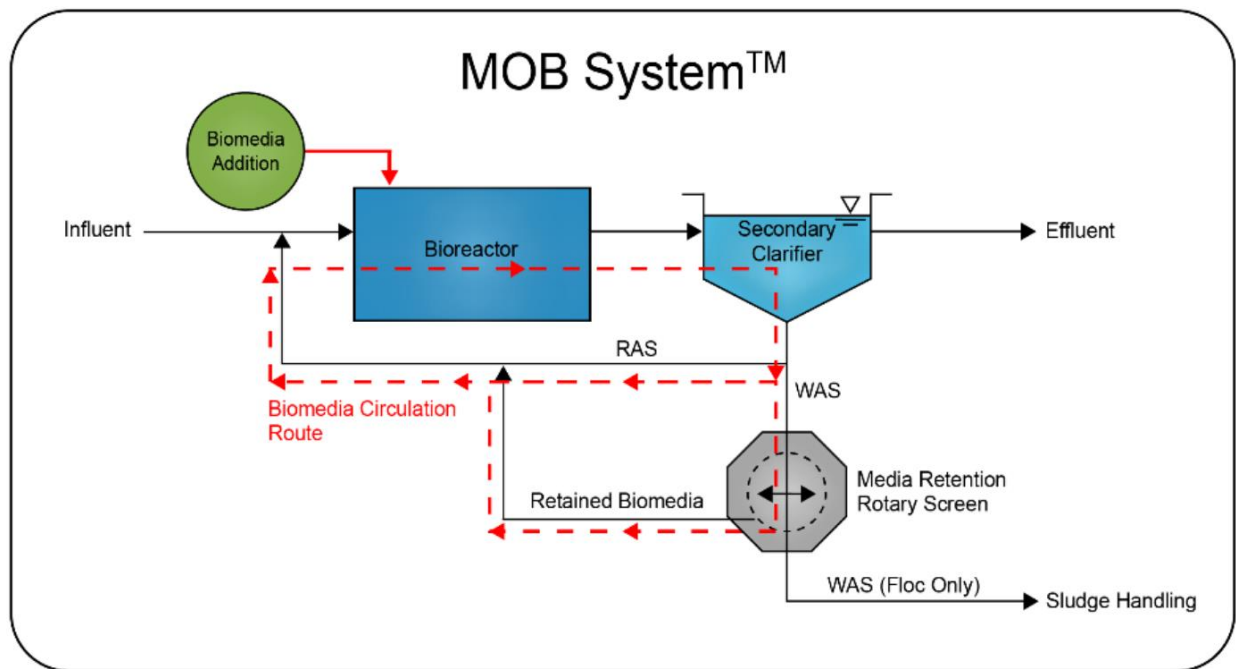 MOB System™
Biomedia
Addition
Influent
Bioreactor
Secondary
Clarifier
Effluent
RAS
WAS
Biomedia Circulation
Route
Retained Biomedia
Media Retention
Rotary Screen
WAS (Floc Only)
Sludge Handling